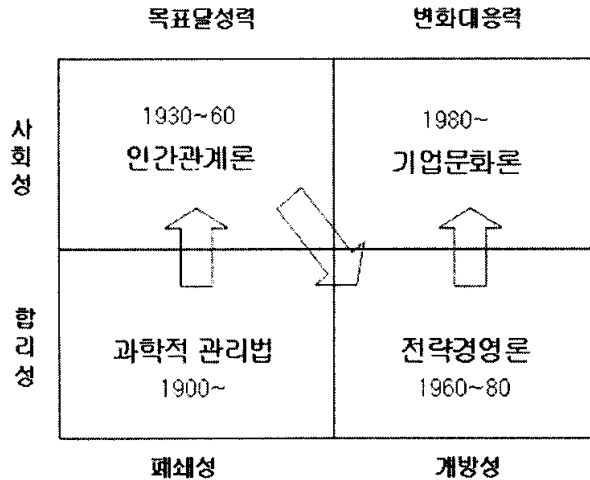 목표달성력 변화대응력
사회성
1930~60
인간관계론
1980~
기업문화론
합리성
과학적 관리법
1900~
전략경영론
1960~80
폐쇄성 개방성